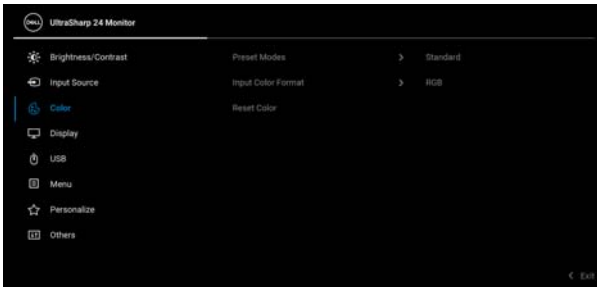 DELL UltraSharp 24 Monitor
Brightness/Contrast Preset Modes > Standard
Input Source Input Color Format > RGB
Color Reset Color
Display
USB
Menu
Personalize
Others
< Exit